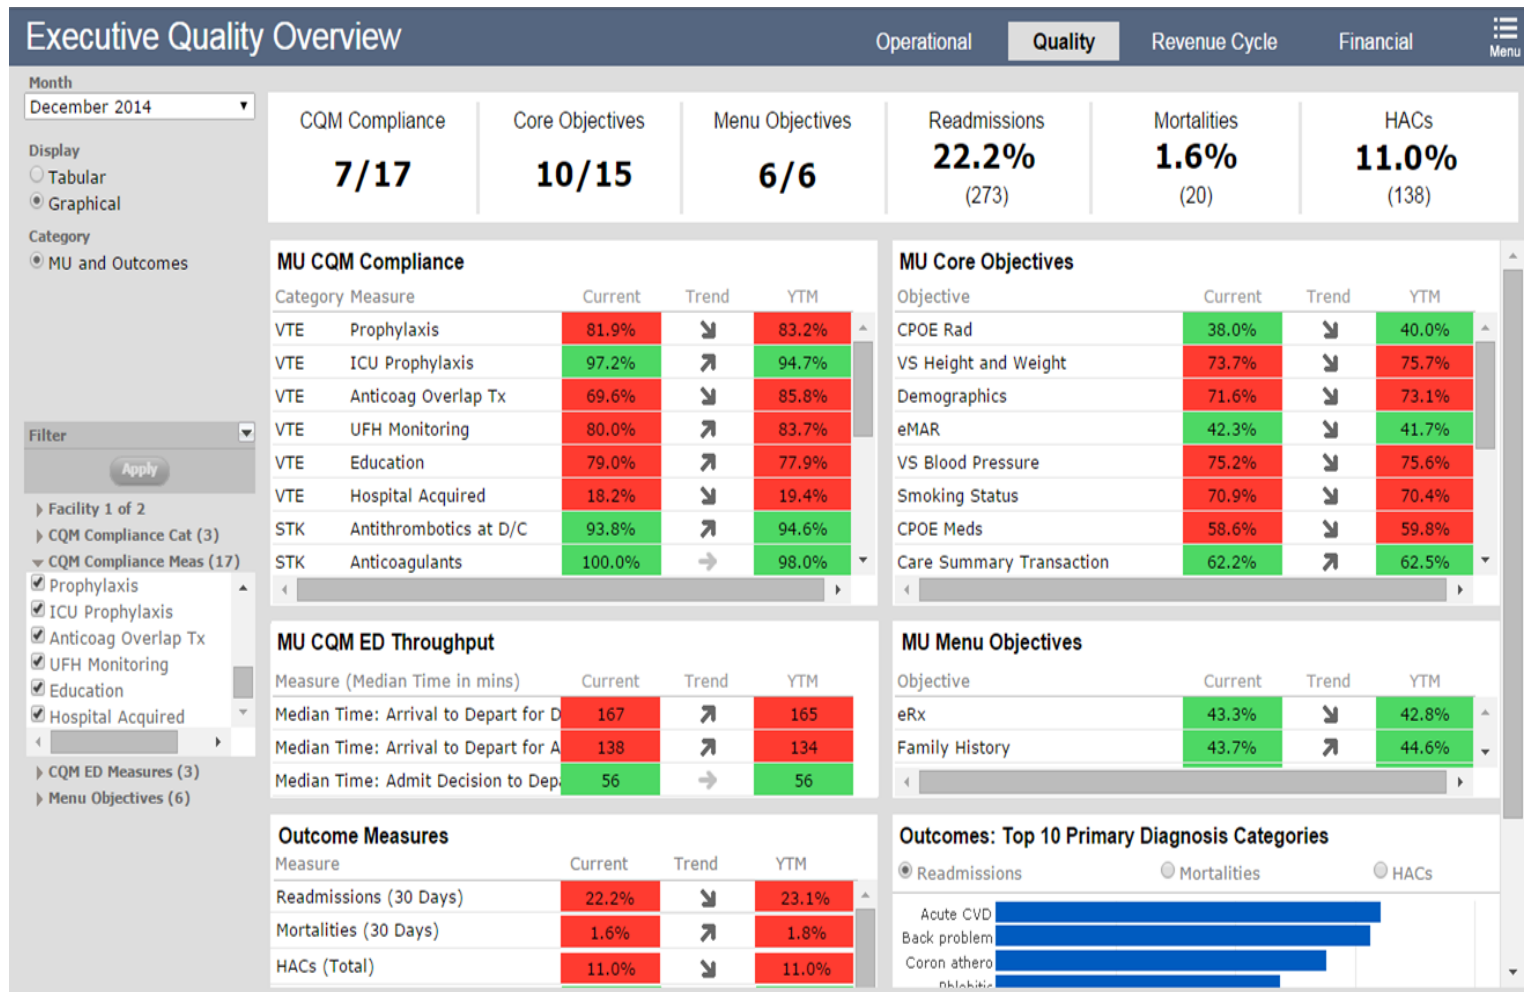 Executive Quality Overview
Operational Quality Revenue Cycle Financial Menu
Month
December 2014
Display
Tabular
Graphical
Category
MU and Outcomes
Filter
Apply
Facility 1 of 2
CQM Compliance Cat (3)
CQM Compliance Meas (17)
Prophylaxis
ICU Prophylaxis
Anticoag Overlap Tx
UFH Monitoring
Education
Hospital Acquired
CQM ED Measures (3)
Menu Objectives (6)
CQM Compliance Core Objectives Menu Objectives Readmissions Mortalities HACs
7/17 10/15 6/6 22.2% 1.6% 11.0%
(273) (20) (138)
MU CQM Compliance
Category Measure Current Trend YTM
VTE Prophylaxis 81.9% 83.2%
VTE ICU Prophylaxis 97.2% 94.7%
VTE Anticoag Overlap Tx 69.6% 85.8%
VTE UFH Monitoring 80.0% 83.7%
VTE Education 79.0% 77.9%
VTE Hospital Acquired 18.2% 19.4%
STK Antithrombotics at D/C 93.8% 94.6%
STK Anticoagulants 100.0% 98.0%
MU Core Objectives
Objective Current Trend YTM
CPOE Rad 38.0% 40.0%
VS Height and Weight 73.7% 75.7%
Demographics 71.6% 73.1%
eMAR 42.3% 41.7%
VS Blood Pressure 75.2% 75.6%
Smoking Status 70.9% 70.4%
CPOE Meds 58.6% 59.8%
Care Summary Transaction 62.2% 62.5%
MU CQM ED Throughput
Measure (Median Time in mins) Current Trend YTM
Median Time: Arrival to Depart for D 167 165
Median Time: Arrival to Depart for A 138 134
Median Time: Admit Decision to Dep 56 56
MU Menu Objectives
Objective Current Trend YTM
eRx 43.3% 42.8%
Family History 43.7% 44.6%
Outcome Measures
Measure Current Trend YTM
Readmissions (30 Days) 22.2% 23.1%
Mortalities (30 Days) 1.6% 1.8%
HACs (Total) 11.0% 11.0%
Outcomes: Top 10 Primary Diagnosis Categories
Readmissions Mortalities HACs
Acute CVD
Back problem
Coron athero